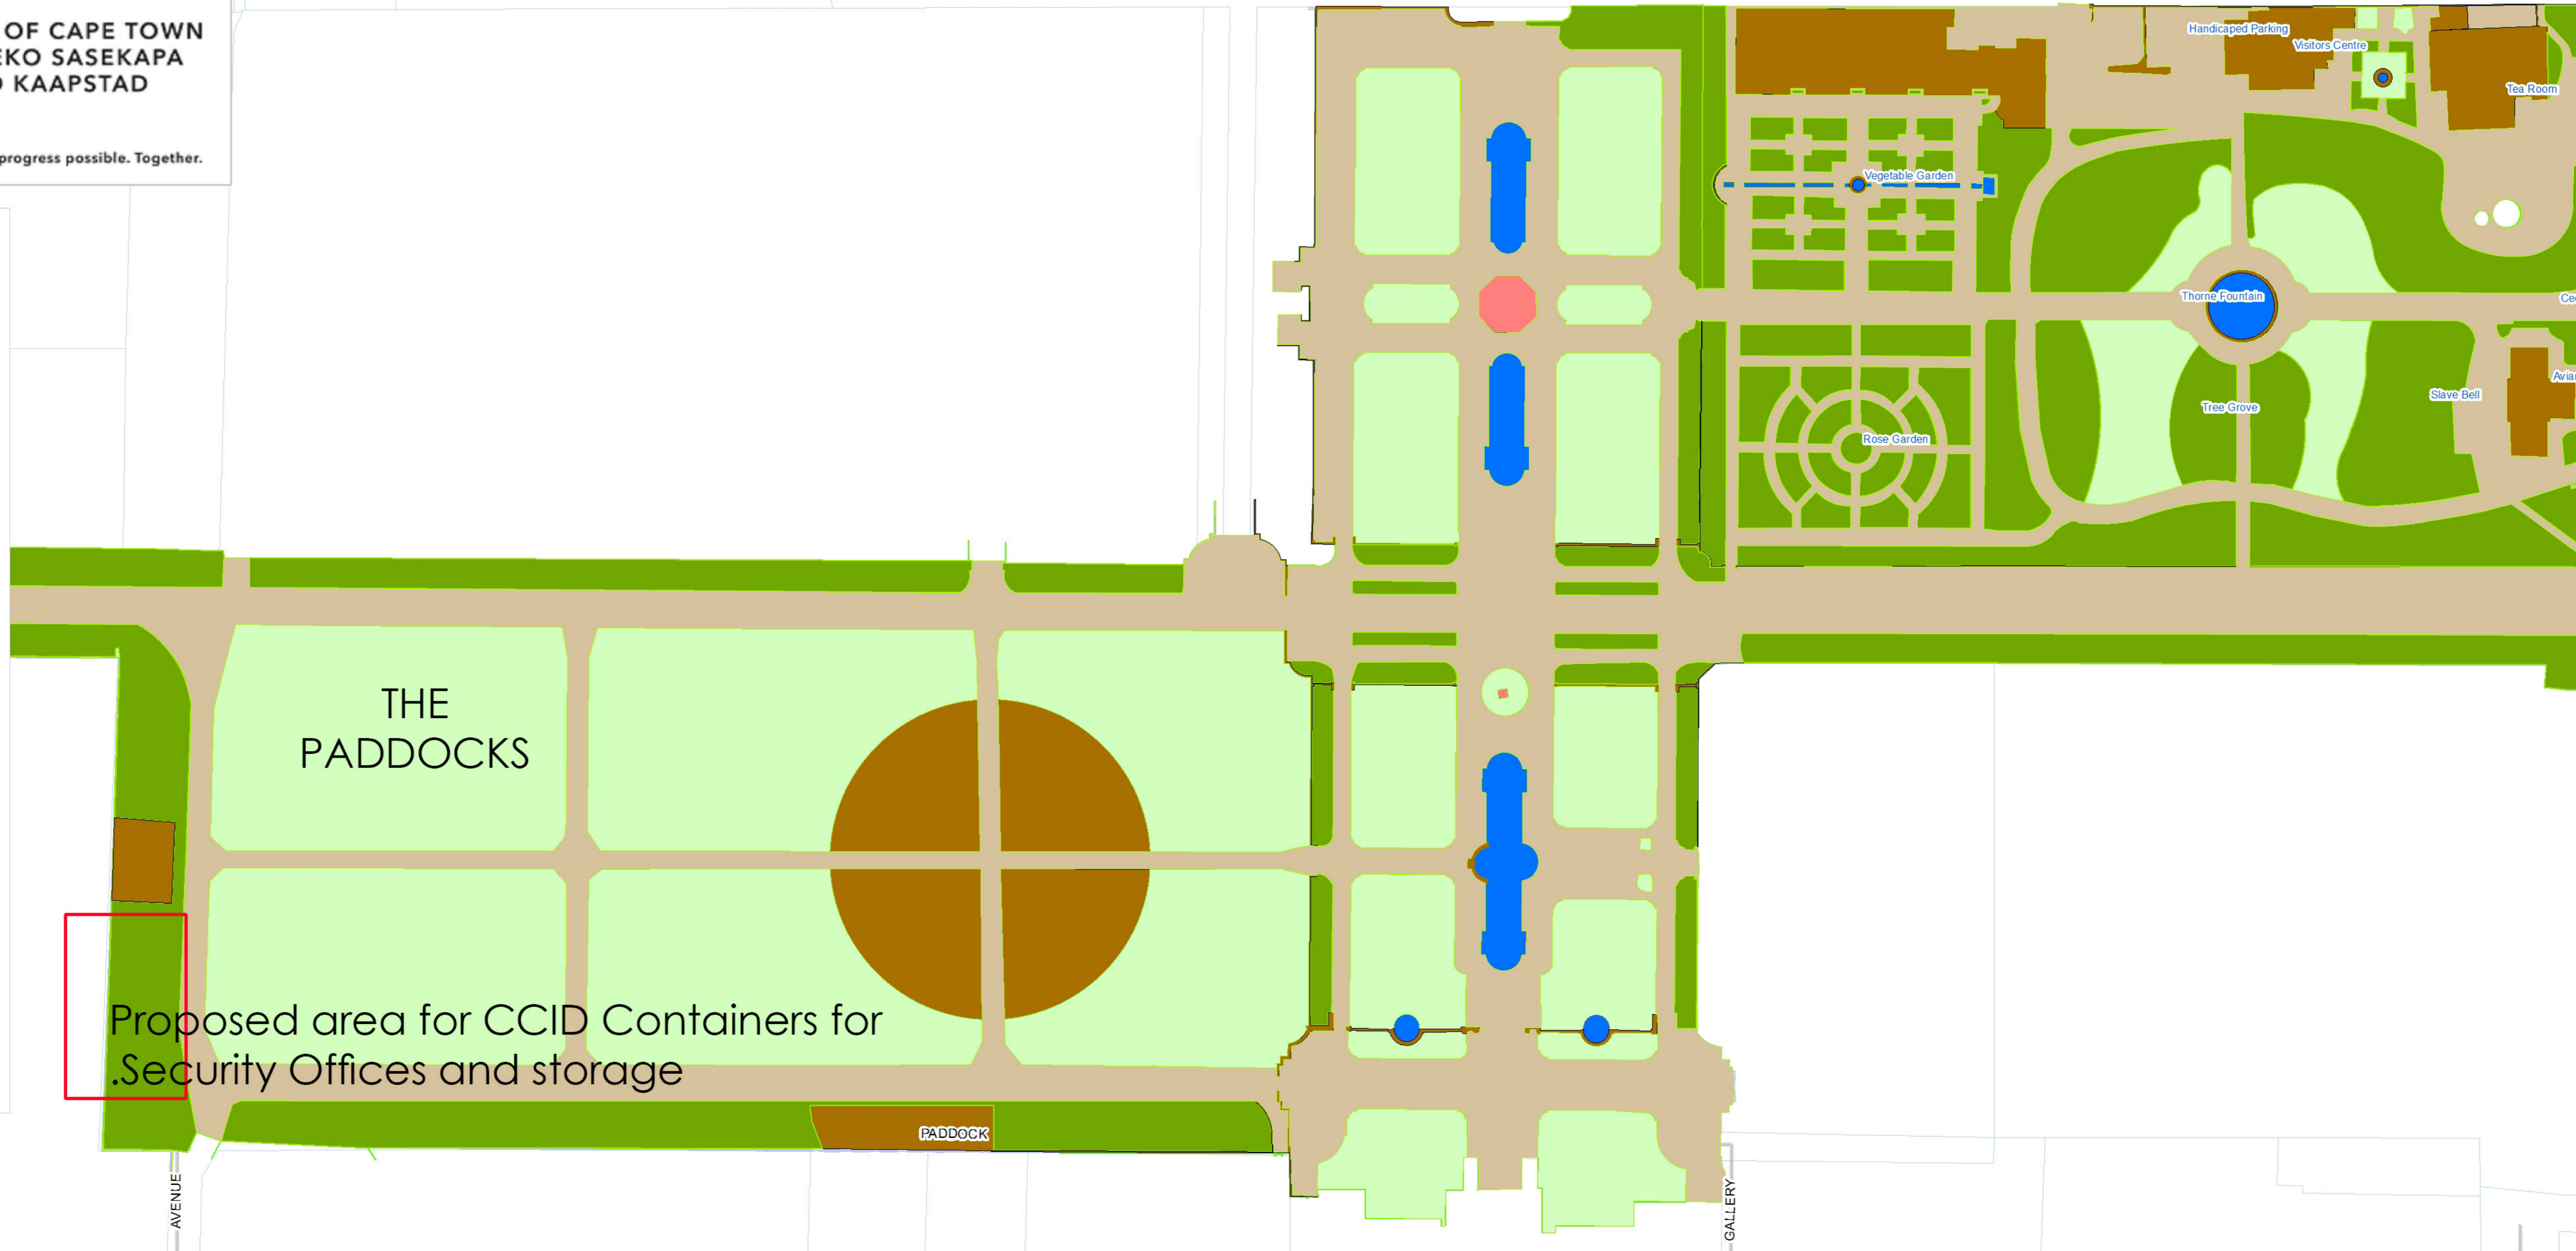 OF CAPE TOWN
EKO SASEKAPA
KAAPSTAD
progress possible. Together.
Handicaped Parking
Visitors Centre
Tea Room
Vegetable Garden
Thorne Fountain
Slave Bell
Tree Grove
Rose Garden
THE
PADDOCKS
Proposed area for CCID Containers for
.Security Offices and storage
PADDOCK
AVENUE
GALLERY